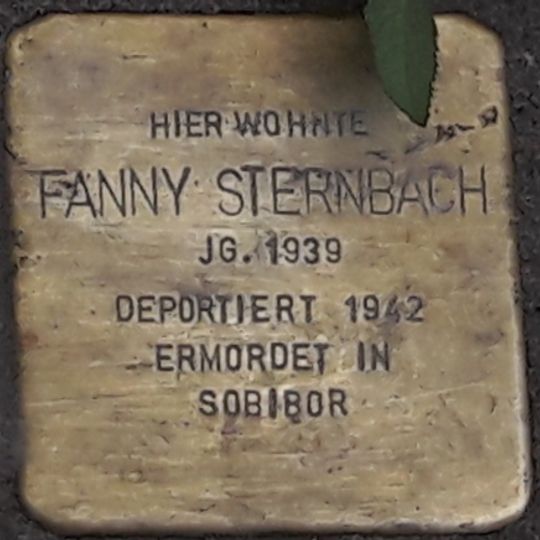 HIER WOHNTE
FANNY STERNBACH
JG. 1939
DEPORTIERT 1942
ERMORDET IN
SOBIBOR